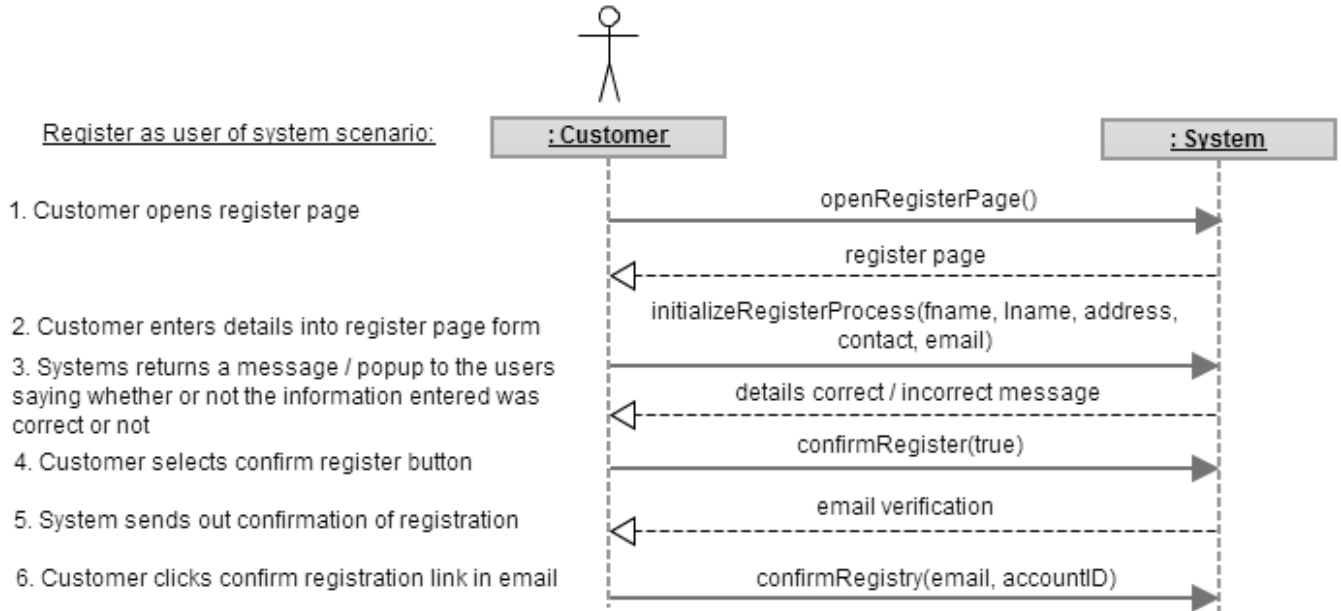 Register as user of system scenario:
: Customer
: System
1. Customer opens register page
openRegisterPage()
register page
2. Customer enters details into register page form
initializeRegisterProcess(fname, lname, address,
contact, email)
3. Systems returns a message / popup to the users
saying whether or not the information entered was
correct or not
details correct / incorrect message
4. Customer selects confirm register button
confirmRegister(true)
5. System sends out confirmation of registration
email verification
6. Customer clicks confirm registration link in email
confirmRegistry(email, accountID)